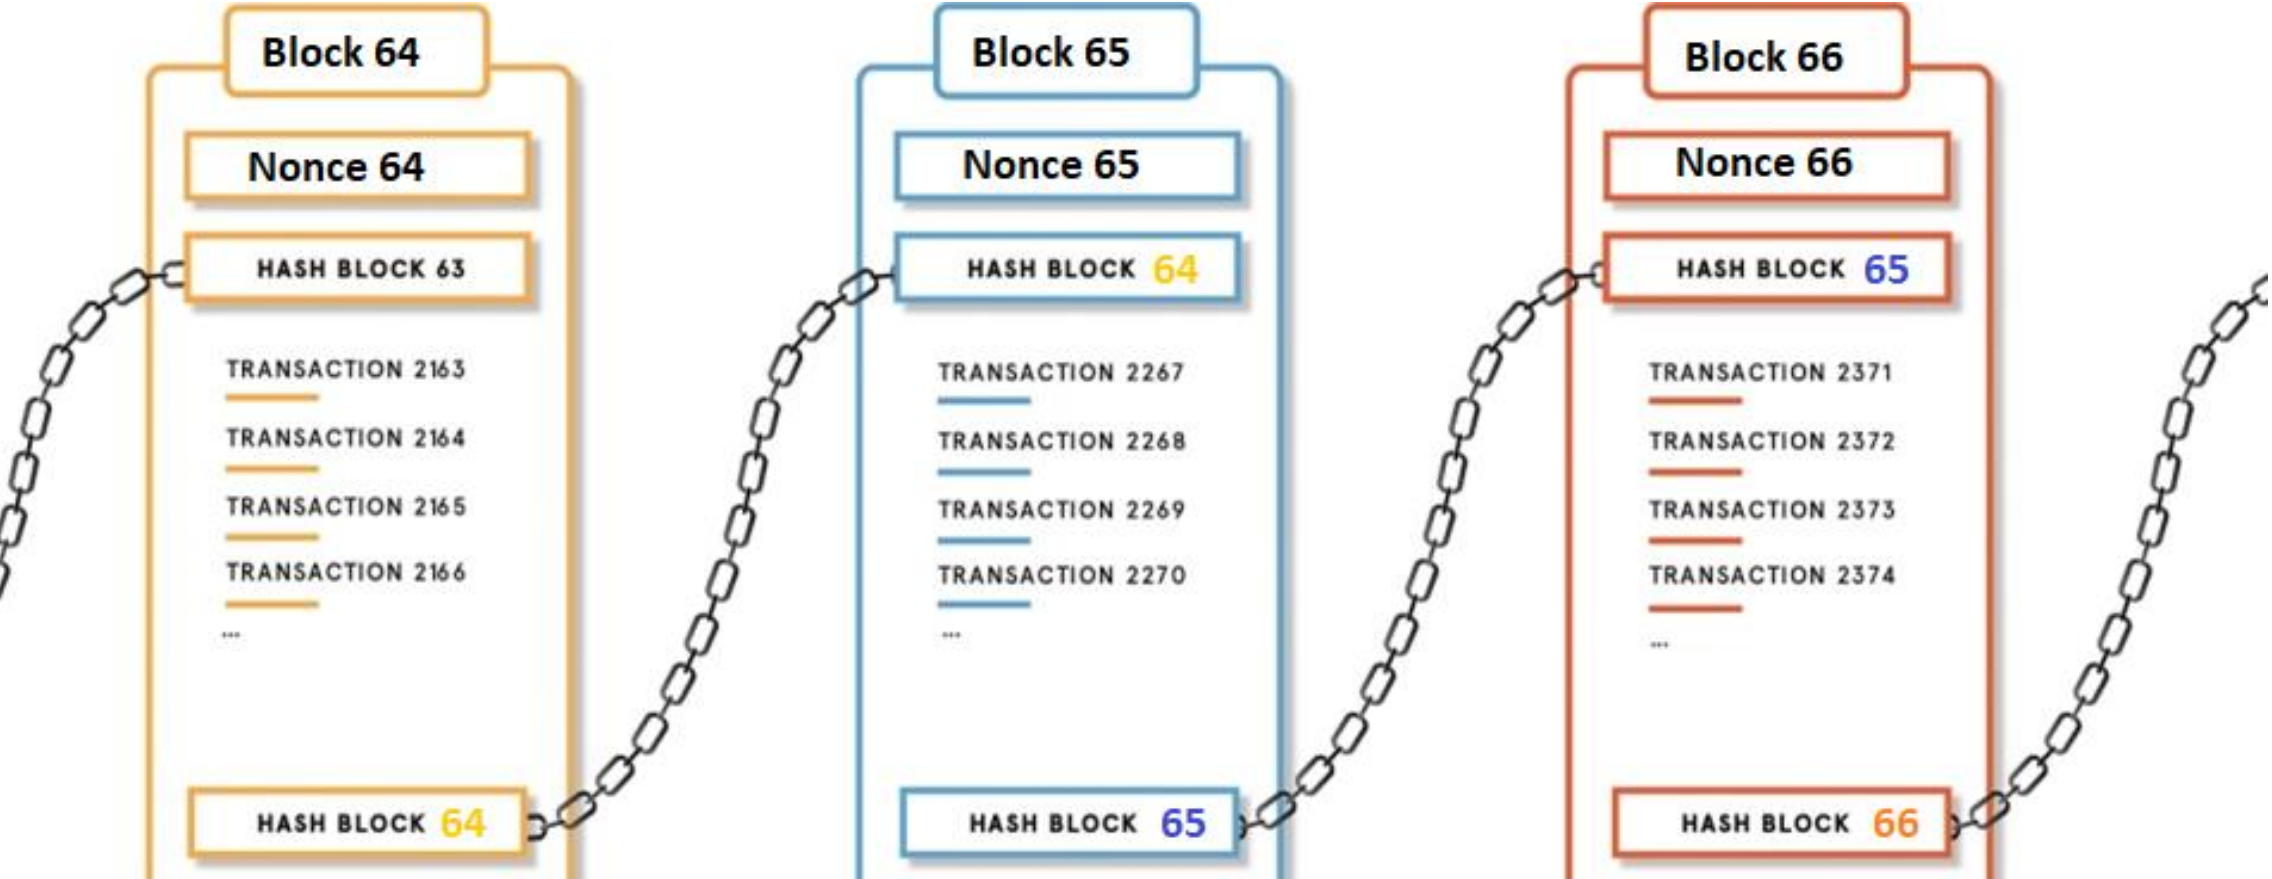 Block 64
Nonce 64
HASH BLOCK 63
TRANSACTION 2163
TRANSACTION 2164
TRANSACTION 2165
TRANSACTION 2166
...
HASH BLOCK 64
Block 65
Nonce 65
HASH BLOCK 64
TRANSACTION 2267
TRANSACTION 2268
TRANSACTION 2269
TRANSACTION 2270
...
HASH BLOCK 65
Block 66
Nonce 66
HASH BLOCK 65
TRANSACTION 2371
TRANSACTION 2372
TRANSACTION 2373
TRANSACTION 2374
...
HASH BLOCK 66